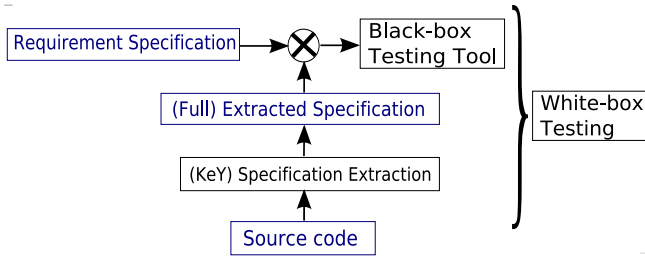 Requirement Specification
Black-box
Testing Tool
(Full) Extracted Specification
White-box
Testing
(KeY) Specification Extraction
Source code